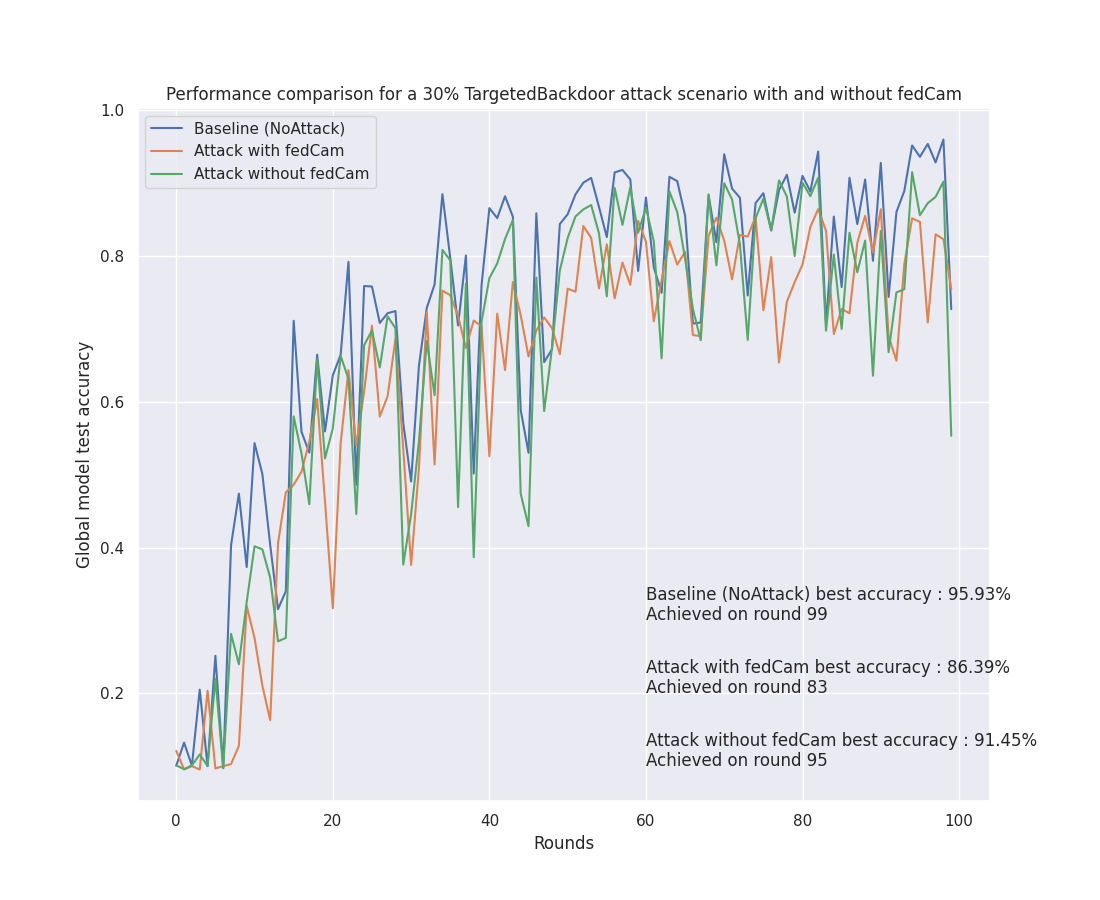 Performance comparison for a 30% TargetedBackdoor attack scenario with and without fedCam
Baseline (NoAttack)
Attack with fedCam
Attack without fedCam
Global model test accuracy
1.0
0.8
0.6
0.4
0.2
Baseline (NoAttack) best accuracy : 95.93%
Achieved on round 99
Attack with fedCam best accuracy : 86.39%
Achieved on round 83
Attack without fedCam best accuracy : 91.45%
Achieved on round 95
0 20 40 60 80 100
Rounds